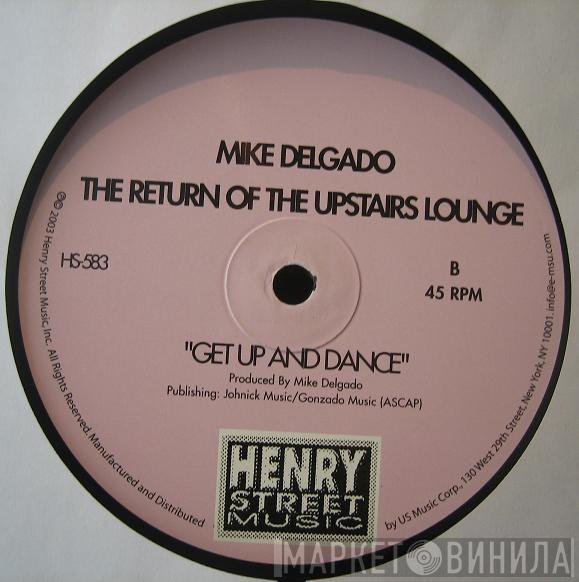 MIKE DELGADO
THE RETURN OF THE UPSTAIRS LOUNGE
HS-583
B
45 RPM
"GET UP AND DANCE"
Produced By Mike Delgado
Publishing: Johnick Music/Gonzado Music (ASCAP)
HENRY
STREET
MUSIC
℗© 2003 Henry Street Music, Inc. All Rights Reserved. Manufactured and Distributed
by US Music Corp., 130 West 29th Street, New York, NY 10001. info@e-msu.com
МАРКЕТ ВИНИЛА